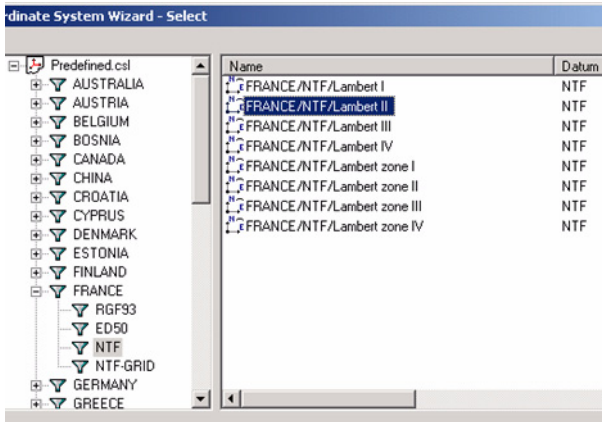 rdinate System Wizard - Select
Predefined.csl
AUSTRALIA
AUSTRIA
BELGIUM
BOSNIA
CANADA
CHINA
CROATIA
CYPRUS
DENMARK
ESTONIA
FINLAND
FRANCE
RGF93
ED50
NTF
NTF-GRID
GERMANY
GREECE
Name Datum
FRANCE/NTF/Lambert I NTF
FRANCE/NTF/Lambert II NTF
FRANCE/NTF/Lambert III NTF
FRANCE/NTF/Lambert IV NTF
FRANCE/NTF/Lambert zone I NTF
FRANCE/NTF/Lambert zone II NTF
FRANCE/NTF/Lambert zone III NTF
FRANCE/NTF/Lambert zone IV NTF